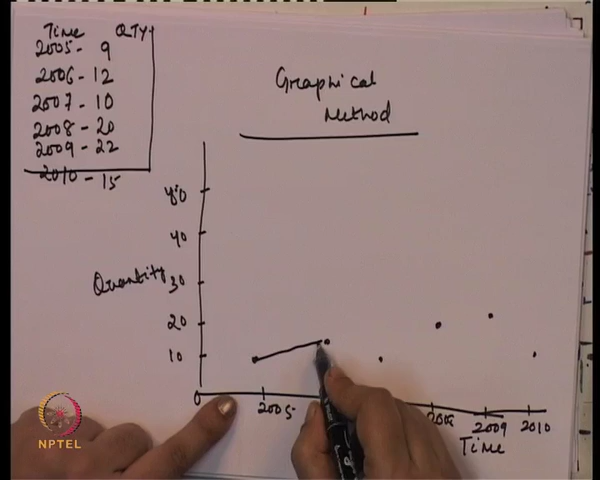 Time QTY
2005 - 9
2006 - 12
2007 - 10
2008 - 20
2009 - 22
2010 - 15
Graphical
Method
50
40
Quantity 30
20
10
0
2005 2008 2009 2010
Time
NPTEL